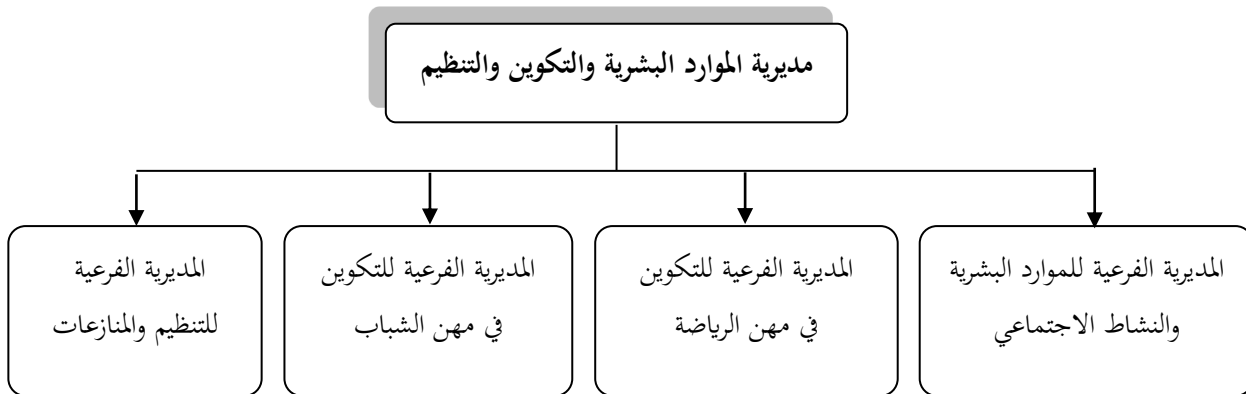 مديرية الموارد البشرية والتكوين والتنظيم
المديرية الفرعية للموارد البشرية
والنشاط الاجتماعي
المديرية الفرعية للتكوين
في مهن الرياضة
المديرية الفرعية للتكوين
في مهن الشباب
المديرية الفرعية
للتنظيم والمنازعات